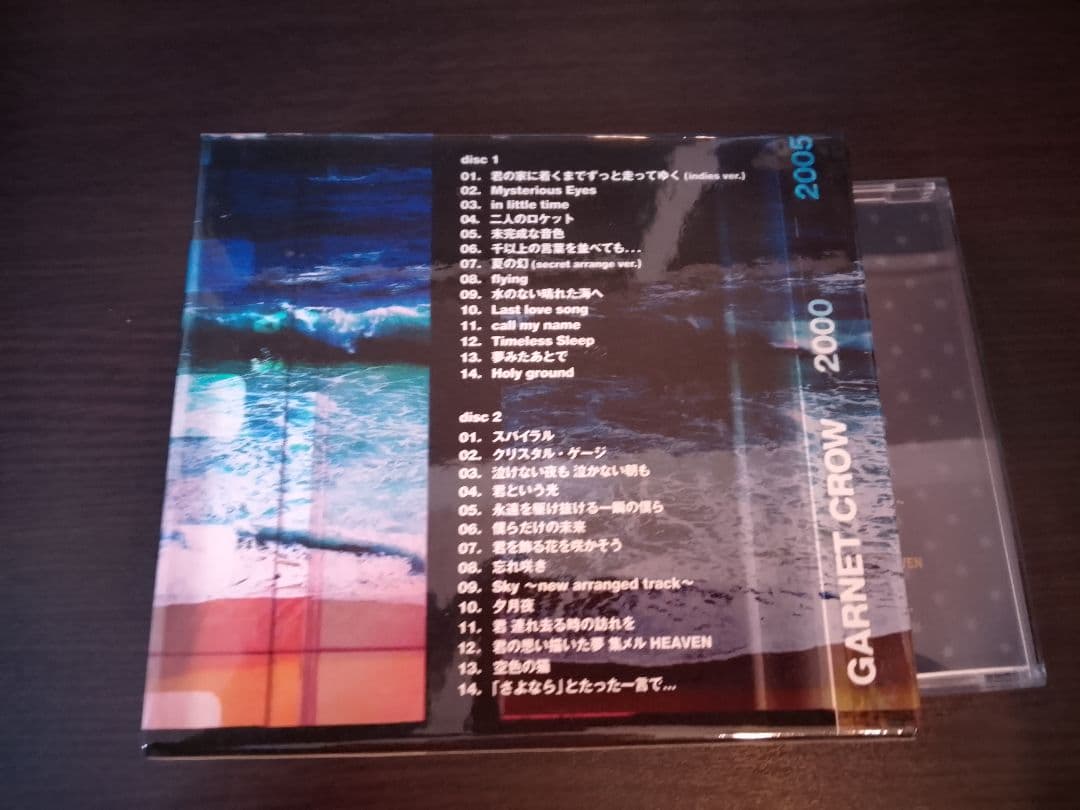 disc 1
01. 君の家に着くまでずっと走ってゆく (indies ver.)
02. Mysterious Eyes
03. in little time
04. 二人のロケット
05. 未完成な音色
06. 千以上の言葉を並べても...
07. 夏の幻 (secret arrange ver.)
08. flying
09. 水のない晴れた海へ
10. Last love song
11. call my name
12. Timeless Sleep
13. 夢みたあとで
14. Holy ground
disc 2
01. スパイラル
02. クリスタル・ゲージ
03. 泣けない夜も 泣かない朝も
04. 君という光
05. 永遠を駆け抜ける一瞬の僕ら
06. 僕らだけの未来
07. 君を飾る花を咲かそう
08. 忘れ咲き
09. Sky ～new arranged track～
10. 夕月夜
11. 君 連れ去る時の訪れを
12. 君の思い描いた夢 集メル HEAVEN
13. 空色の猫
14. 「さよなら」とたった一言で...
GARNET CROW 2000 2005